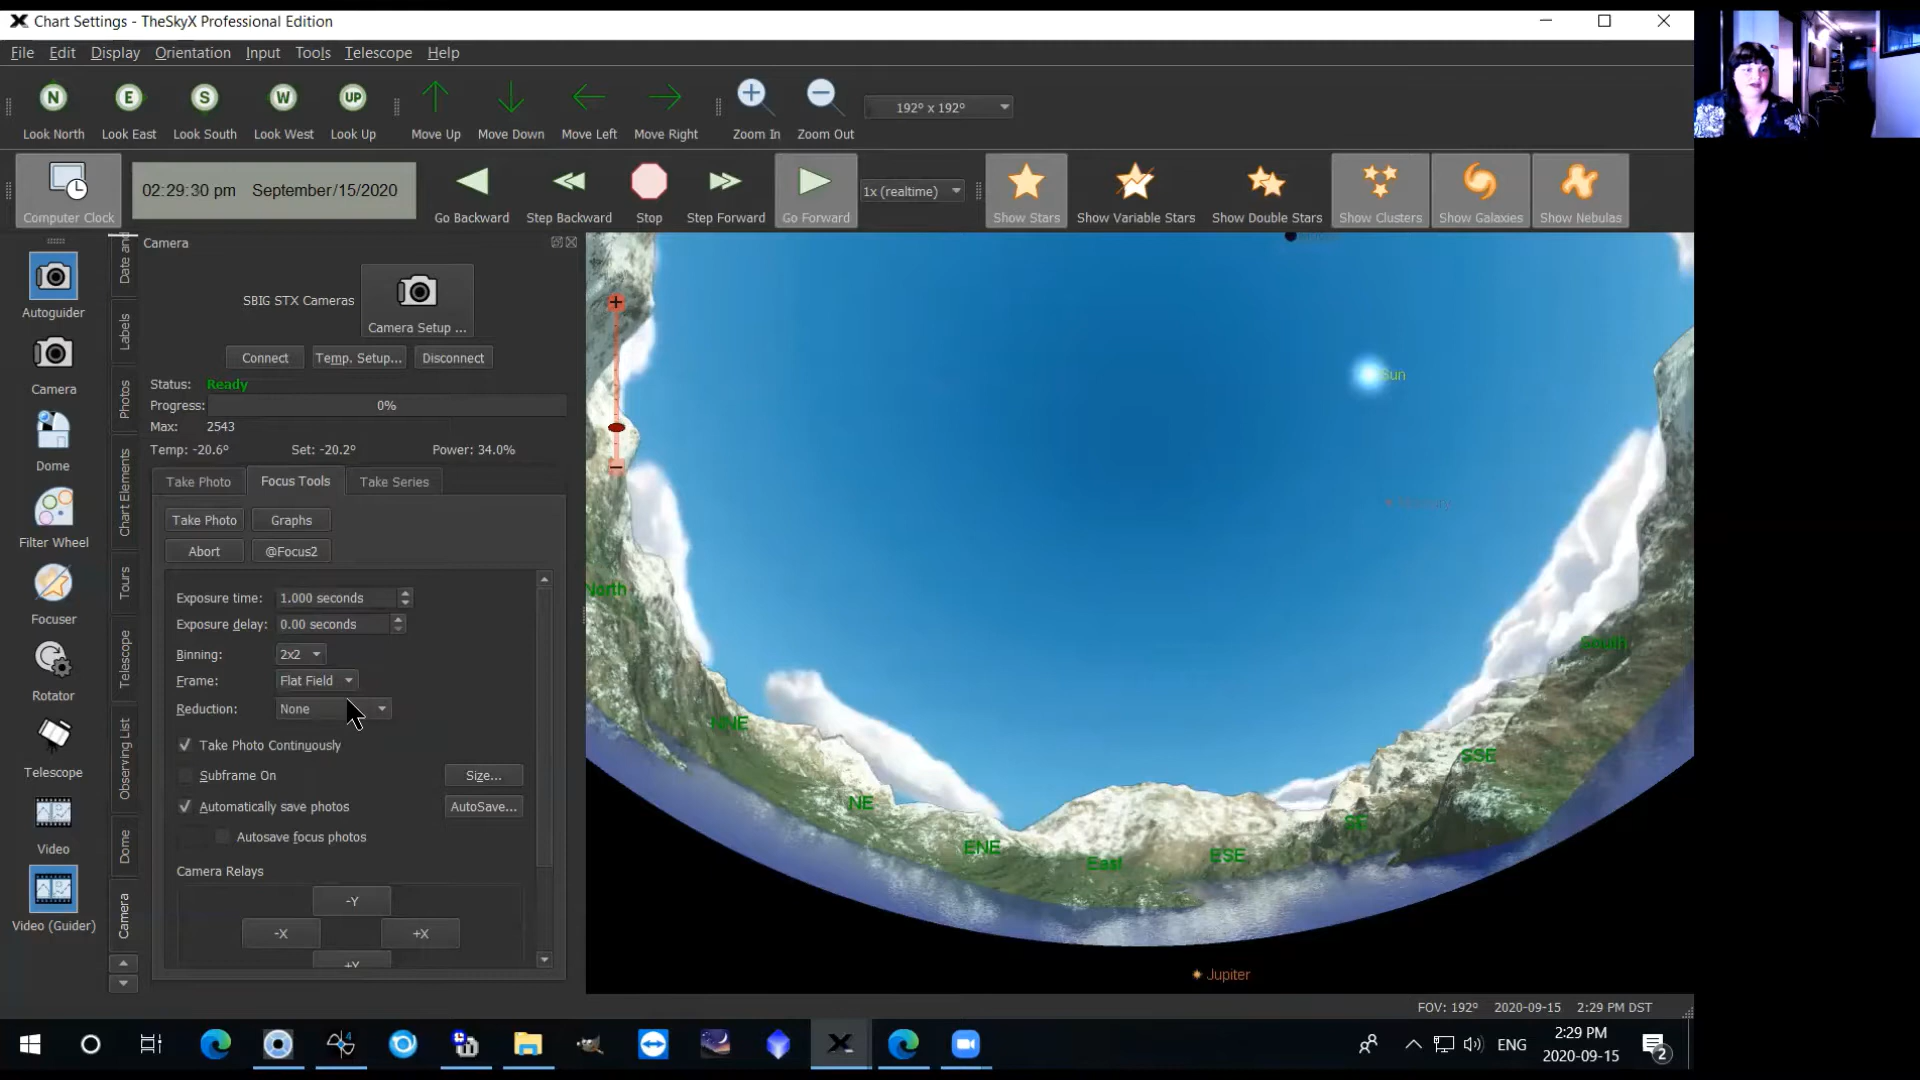 Chart Settings - TheSkyX Professional Edition
File Edit Display Orientation Input Tools Telescope Help
N E S W UP
Look North Look East Look South Look West Look Up Move Up Move Down Move Left Move Right Zoom In Zoom Out 192° x 192°
Computer Clock 02:29:30 pm September/15/2020 Go Backward Step Backward Stop Step Forward Go Forward 1x (realtime) Show Stars Show Variable Stars Show Double Stars Show Clusters Show Galaxies Show Nebulas
Autoguider
Camera
Dome
Filter Wheel
Focuser
Rotator
Telescope
Video
Video (Guider)
Date and
Labels
Photos
Chart Elements
Tours
Telescope
Observing List
Dome
Camera
Camera
SBIG STX Cameras Camera Setup ...
Connect Temp. Setup... Disconnect
Status: Ready
Progress: 0%
Max: 2543
Temp: -20.6° Set: -20.2° Power: 34.0%
Take Photo Focus Tools Take Series
Take Photo Graphs
Abort @Focus2
Exposure time: 1.000 seconds
Exposure delay: 0.00 seconds
Binning: 2x2
Frame: Flat Field
Reduction: None
Take Photo Continuously
Subframe On Size...
Automatically save photos AutoSave...
Autosave focus photos
Camera Relays
-Y
-X +X
+Y
Sun
North
South
NNE
SSE
NE
SE
ENE
East
ESE
Jupiter
FOV: 192° 2020-09-15 2:29 PM DST
ENG
2:29 PM
2020-09-15
2